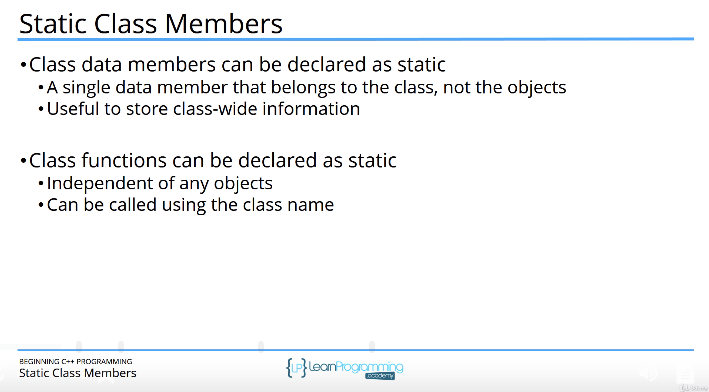 Static Class Members
•Class data members can be declared as static
•A single data member that belongs to the class, not the objects
•Useful to store class-wide information
•Class functions can be declared as static
•Independent of any objects
•Can be called using the class name
BEGINNING C++ PROGRAMMING
Static Class Members
{LP} LearnProgramming
.academy
Udemy